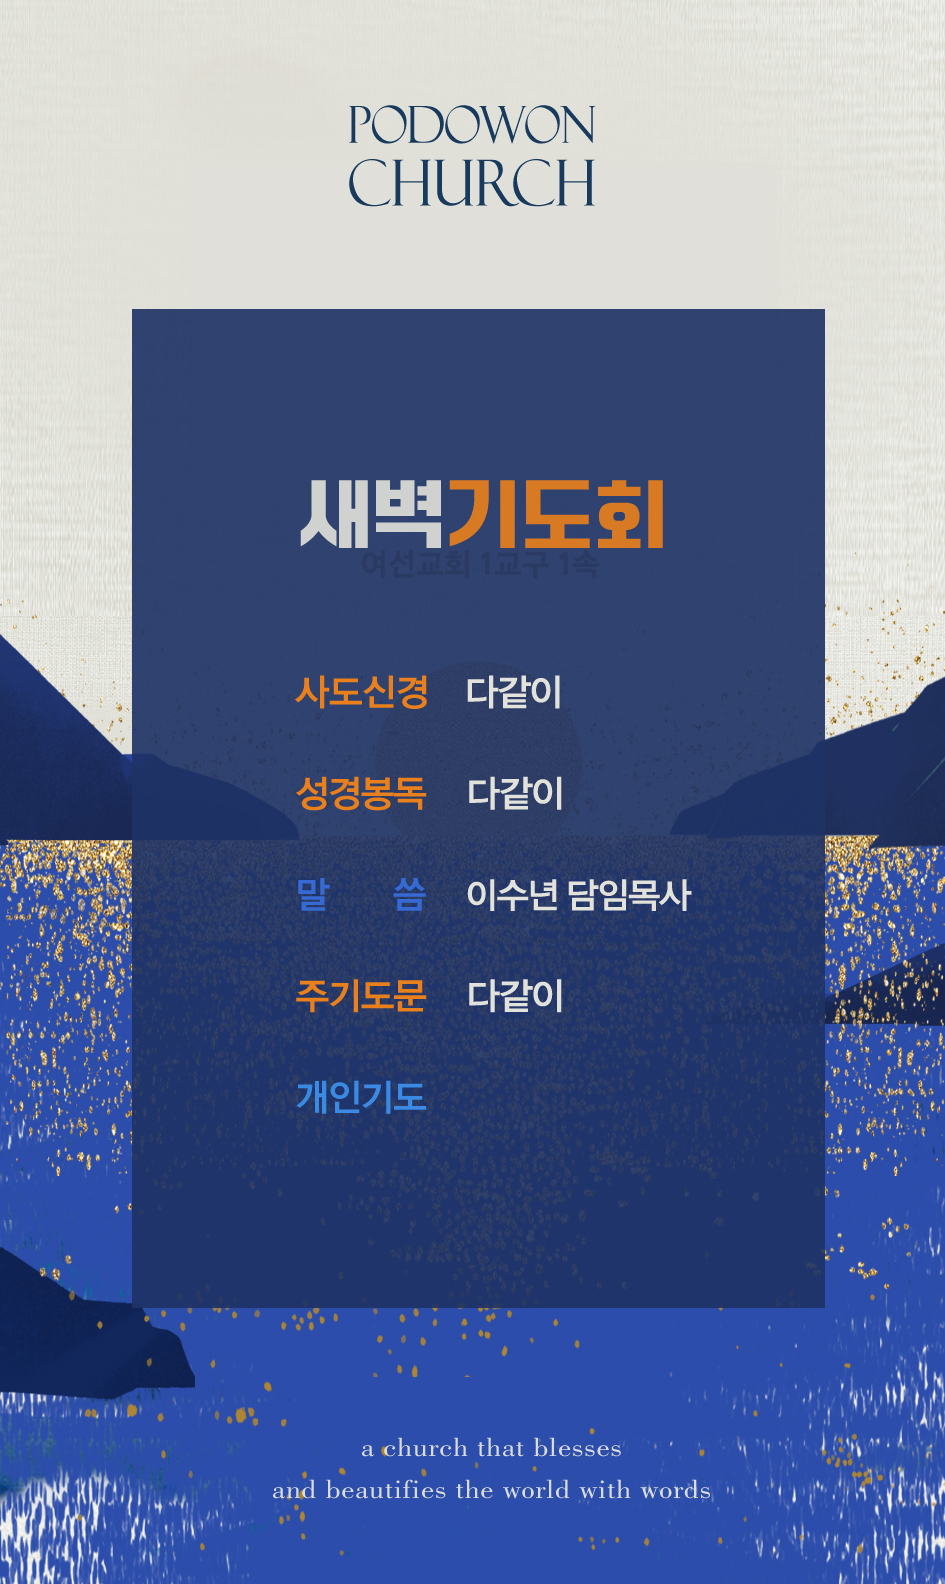 PODOWON
CHURCH
새벽기도회
여선교회 1교구 1속
사도신경 다같이
성경봉독 다같이
말 씀 이수년 담임목사
주기도문 다같이
개인기도
a church that blesses
and beautifies the world with words